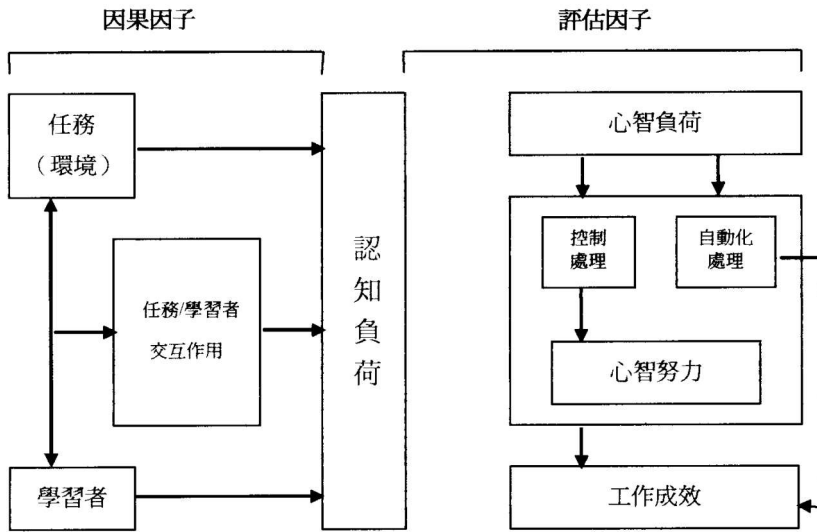 因果因子
評估因子
任務
（環境）
任務/學習者
交互作用
學習者
認知負荷
心智負荷
控制
處理
自動化
處理
心智努力
工作成效